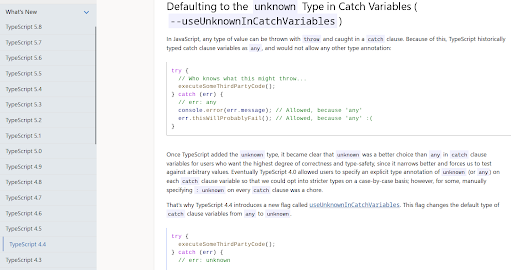 What's New
TypeScript 5.8
TypeScript 5.7
TypeScript 5.6
TypeScript 5.5
TypeScript 5.4
TypeScript 5.3
TypeScript 5.2
TypeScript 5.1
TypeScript 5.0
TypeScript 4.9
TypeScript 4.8
TypeScript 4.7
TypeScript 4.6
TypeScript 4.5
TypeScript 4.4
TypeScript 4.3
Defaulting to the unknown Type in Catch Variables (
--useUnknownInCatchVariables)
In JavaScript, any type of value can be thrown with throw and caught in a catch clause. Because of this, TypeScript historically
typed catch clause variables as any, and would not allow any other type annotation:
try {
// Who knows what this might throw...
executeSomeThirdPartyCode();
} catch (err) {
// err: any
console.error(err.message); // Allowed, because 'any'
err.thisWillProbablyFail(); // Allowed, because 'any' :(
}
Once TypeScript added the unknown type, it became clear that unknown was a better choice than any in catch clause
variables for users who want the highest degree of correctness and type-safety, since it narrows better and forces us to test
against arbitrary values. Eventually TypeScript 4.0 allowed users to specify an explicit type annotation of unknown (or any) on
each catch clause variable so that we could opt into stricter types on a case-by-case basis; however, for some, manually
specifying : unknown on every catch clause was a chore.
That's why TypeScript 4.4 introduces a new flag called useUnknownInCatchVariables. This flag changes the default type of
catch clause variables from any to unknown.
try {
executeSomeThirdPartyCode();
} catch (err) {
// err: unknown